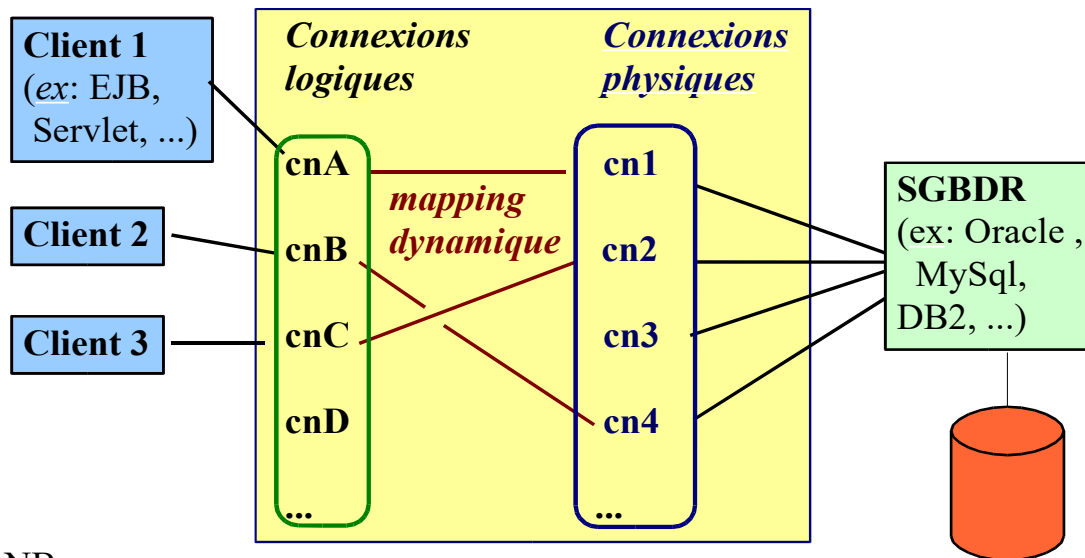 Client 1
(ex: EJB,
Servlet, ...)
Client 2
Client 3
Connexions
logiques
cnA
cnB
cnC
cnD
...
mapping
dynamique
Connexions
physiques
cn1
cn2
cn3
cn4
...
SGBDR
(ex: Oracle ,
MySql,
DB2, ...)